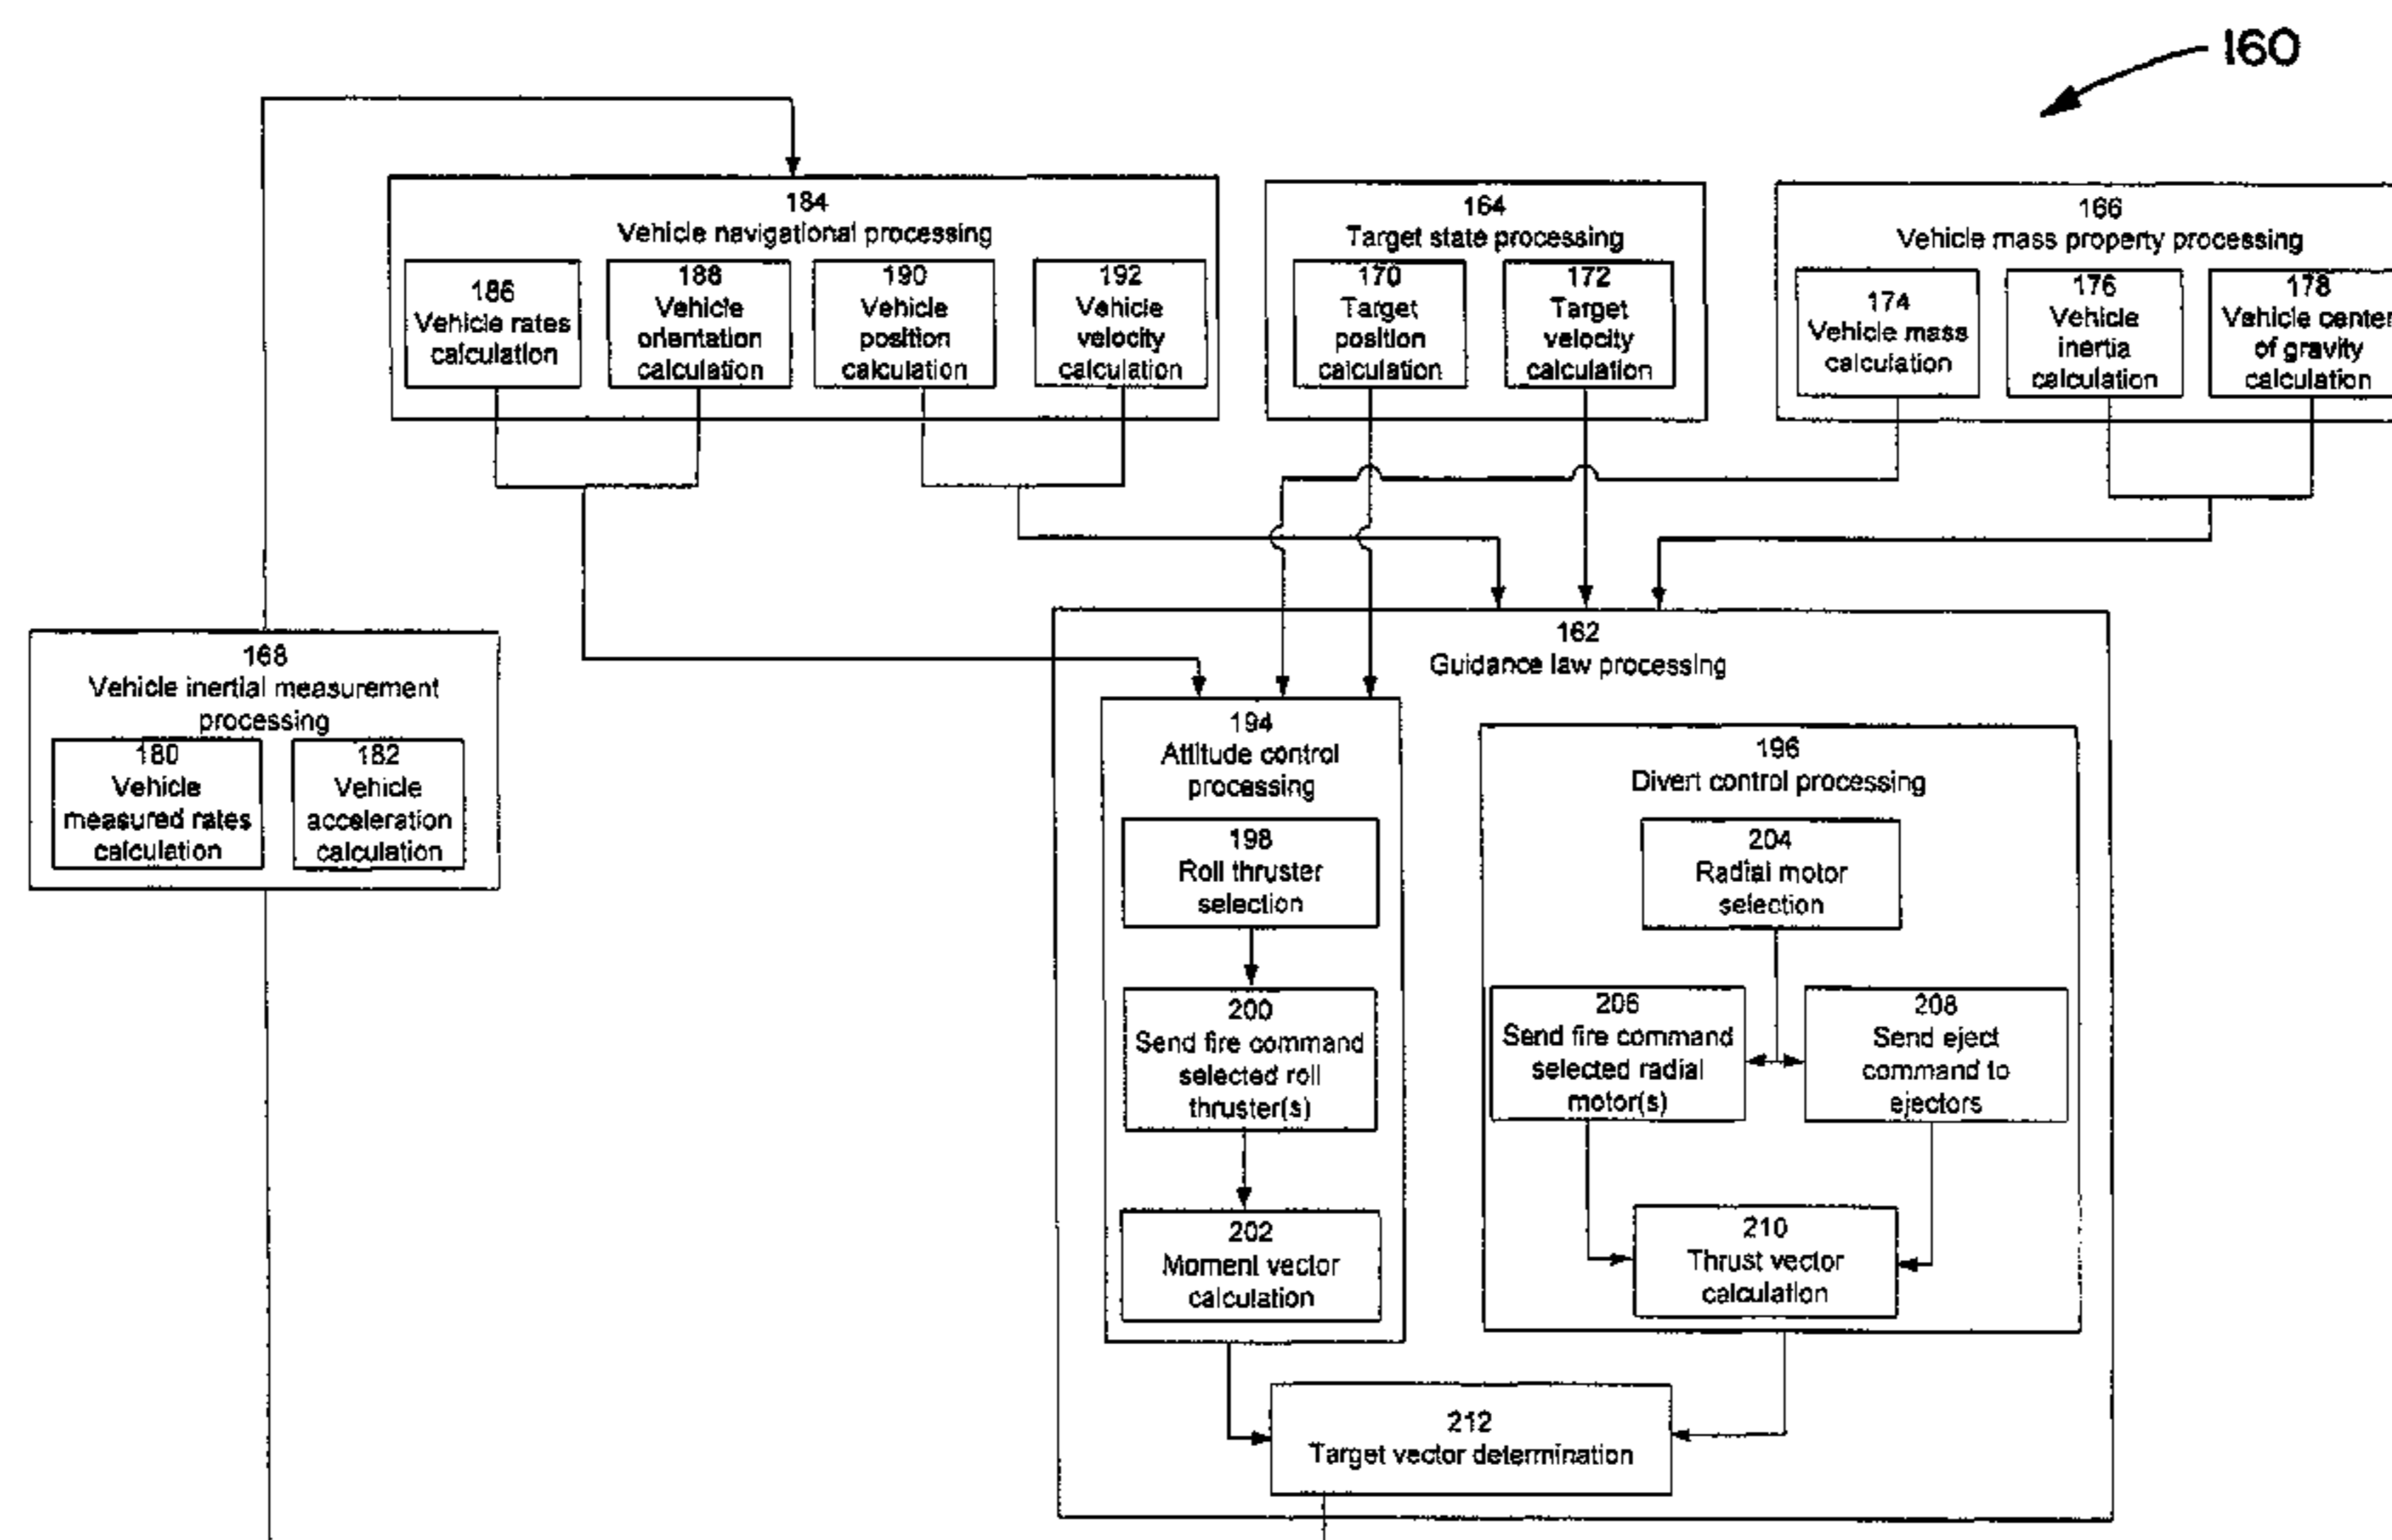 160
184
Vehicle navigational processing
186
Vehicle rates
calculation
188
Vehicle
orientation
calculation
190
Vehicle
position
calculation
192
Vehicle
velocity
calculation
164
Target state processing
170
Target
position
calculation
172
Target
velocity
calculation
166
Vehicle mass property processing
174
Vehicle mass
calculation
176
Vehicle
inertia
calculation
178
Vehicle center
of gravity
calculation
168
Vehicle inertial measurement
processing
180
Vehicle
measured rates
calculation
182
Vehicle
acceleration
calculation
162
Guidance law processing
194
Attitude control
processing
198
Roll thruster
selection
200
Send fire command
selected roll
thruster(s)
202
Moment vector
calculation
196
Divert control processing
204
Radial motor
selection
206
Send fire command
selected radial
motor(s)
208
Send eject
command to
ejectors
210
Thrust vector
calculation
212
Target vector determination